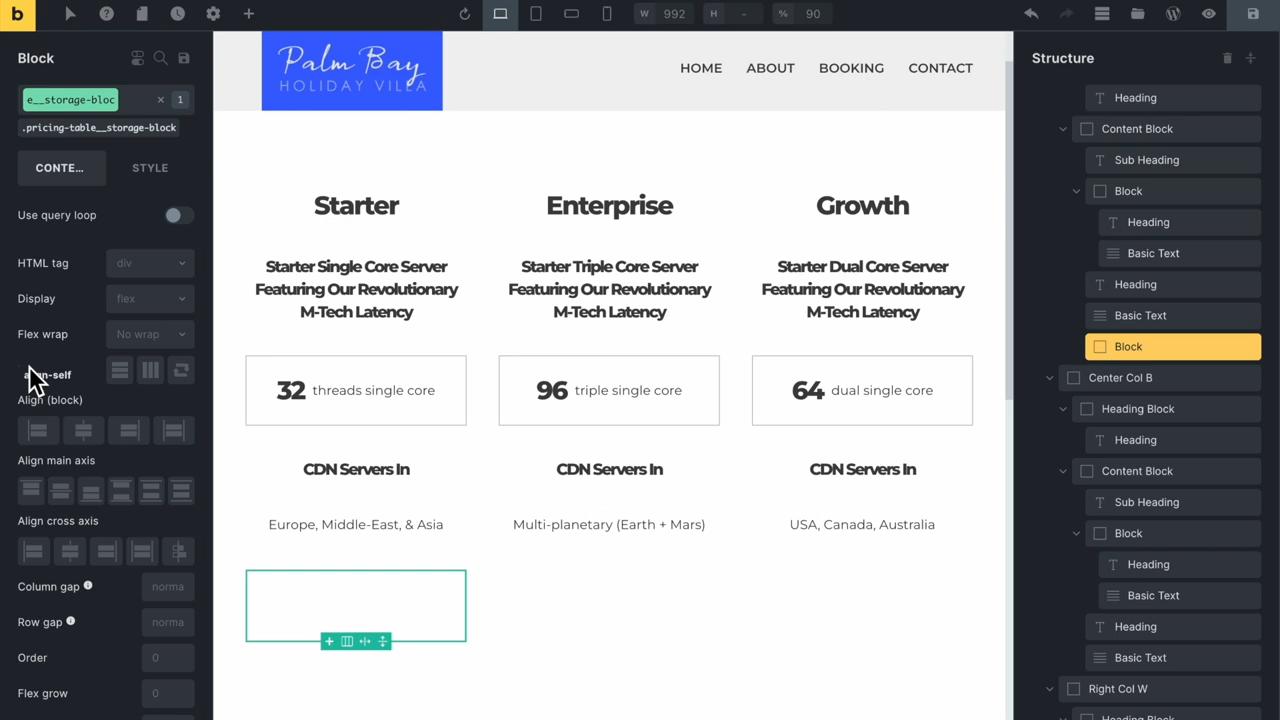 b
W 992 H - % 90
Block
e__storage-bloc × 1
.pricing-table__storage-block
CONTE... STYLE
Use query loop
HTML tag div
Display flex
Flex wrap No wrap
-self
Align (block)
Align main axis
Align cross axis
Column gap norma
Row gap norma
Order 0
Flex grow 0
Palm Bay
HOLIDAY VILLA
HOME ABOUT BOOKING CONTACT
Starter Enterprise Growth
Starter Single Core Server
Featuring Our Revolutionary
M-Tech Latency
Starter Triple Core Server
Featuring Our Revolutionary
M-Tech Latency
Starter Dual Core Server
Featuring Our Revolutionary
M-Tech Latency
32 threads single core
96 triple single core
64 dual single core
CDN Servers In CDN Servers In CDN Servers In
Europe, Middle-East, & Asia
Multi-planetary (Earth + Mars)
USA, Canada, Australia
Structure
Heading
Content Block
Sub Heading
Block
Heading
Basic Text
Heading
Basic Text
Block
Center Col B
Heading Block
Heading
Content Block
Sub Heading
Block
Heading
Basic Text
Heading
Basic Text
Right Col W
Heading Block